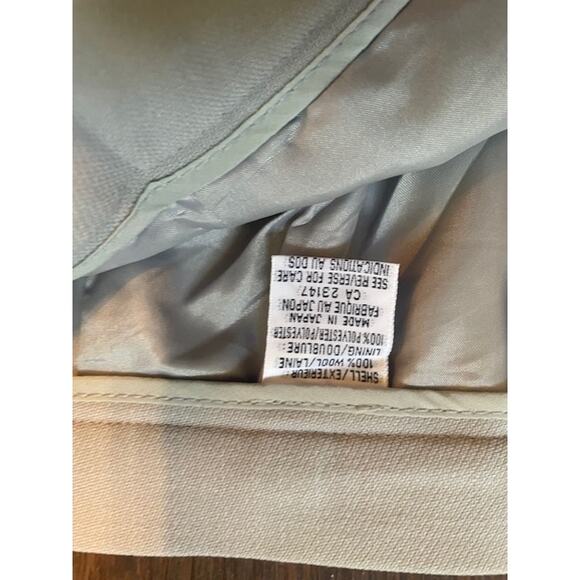 SHELL/EXTERIEUR:
100% WOOL/LAINE
LINING/DOUBLURE:
100% POLYESTER/POLYESTER
MADE IN JAPAN
FABRIQUE AU JAPON
CA 23147
SEE REVERSE FOR CARE
INDICATIONS AU DOS